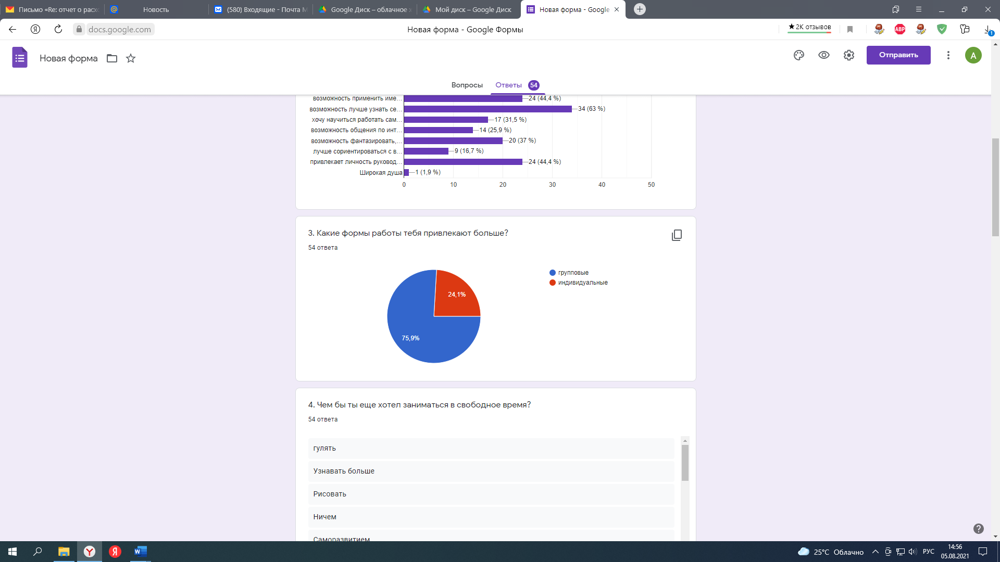 Письмо «Re: отчет о расхо
Новость
(580) Входящие - Почта М
Google Диск – облачное х
Мой диск – Google Диск
Новая форма - Google
docs.google.com
Новая форма - Google Формы
★ 2K отзывов
ABP
1
Новая форма
Отправить
A
Вопросы
Ответы 54
возможность применить име... 24 (44,4 %)
возможность лучше узнать се... 34 (63 %)
хочу научиться работать сам... 17 (31,5 %)
возможность общения по инт... 14 (25,9 %)
возможность фантазировать,... 20 (37 %)
лучше сориентироваться с в... 9 (16,7 %)
привлекает личность руковод... 24 (44,4 %)
Широкая душа 1 (1,9 %)
0 10 20 30 40 50
3. Какие формы работы тебя привлекают больше?
54 ответа
групповые
индивидуальные
24,1%
75,9%
4. Чем бы ты еще хотел заниматься в свободное время?
54 ответа
гулять
Узнавать больше
Рисовать
Ничем
Саморазвитием
25°C Облачно
РУС
14:56
05.08.2021